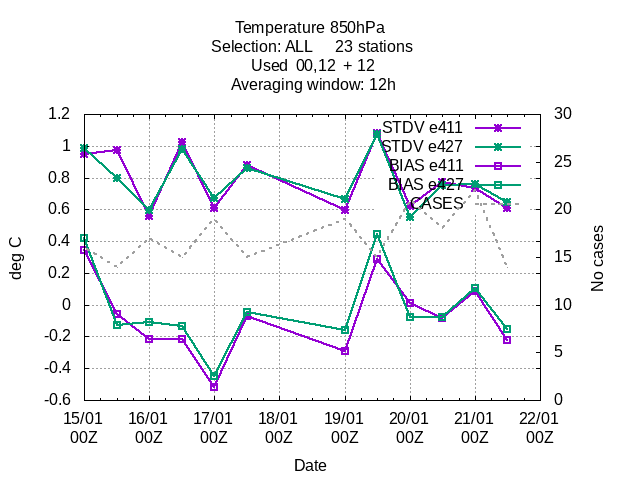 Temperature 850hPa
Selection: ALL 23 stations
Used 00,12 + 12
Averaging window: 12h
1.2
1
0.8
0.6
0.4
0.2
0
-0.2
-0.4
-0.6
deg C
30
25
20
15
10
5
0
No cases
STDV e411
STDV e427
BIAS e411
BIAS e427
CASES
15/01 16/01 17/01 18/01 19/01 20/01 21/01 22/01
00Z 00Z 00Z 00Z 00Z 00Z 00Z 00Z
Date